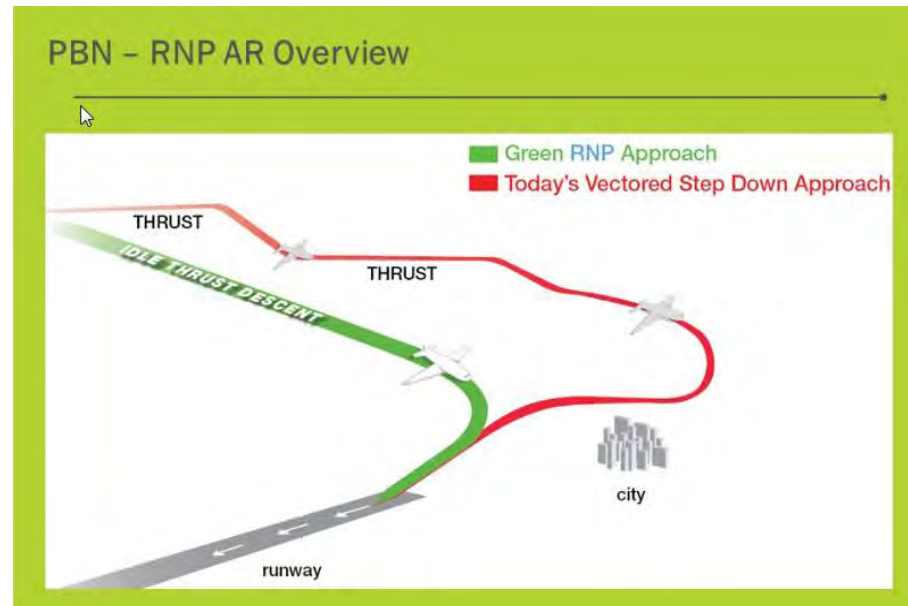 PBN – RNP AR Overview
Green RNP Approach
Today's Vectored Step Down Approach
THRUST
IDLE THRUST DESCENT
THRUST
city
runway